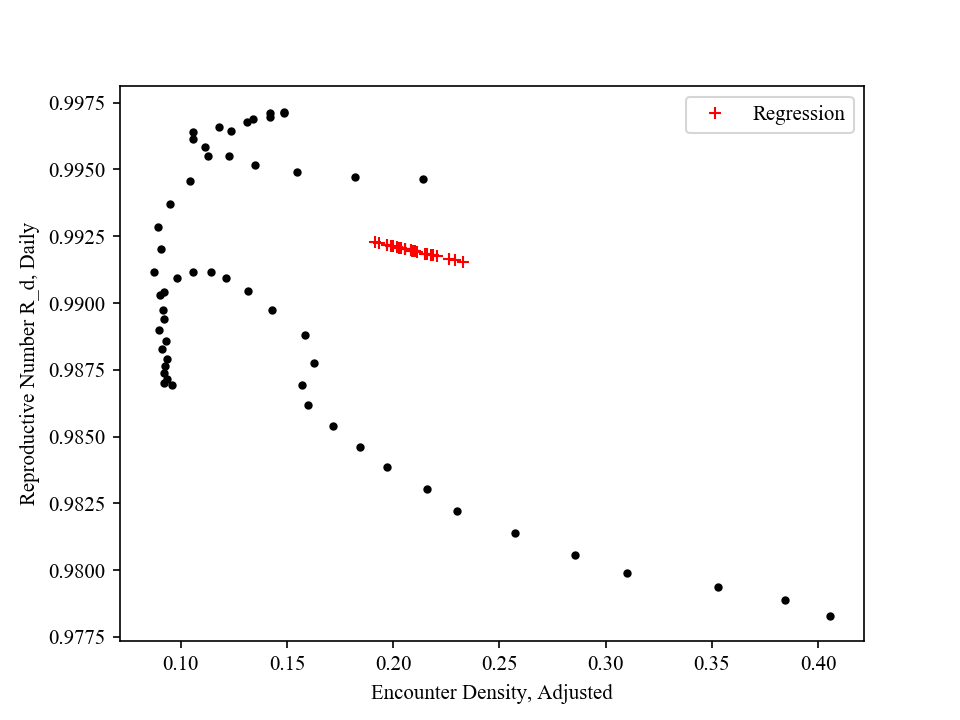 Regression
0.9975
0.9950
0.9925
0.9900
0.9875
0.9850
0.9825
0.9800
0.9775
Reproductive Number R_d, Daily
0.10 0.15 0.20 0.25 0.30 0.35 0.40
Encounter Density, Adjusted